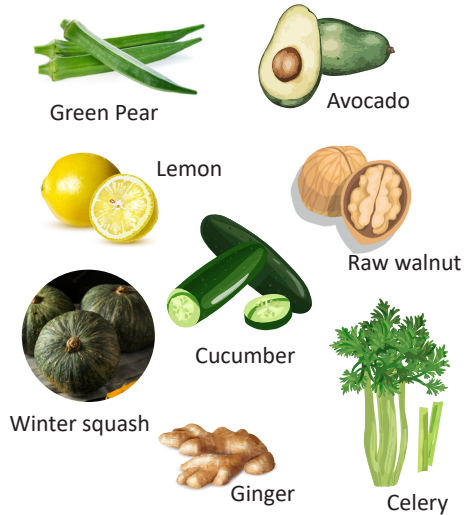 Green Pear
Avocado
Lemon
Raw walnut
Cucumber
Winter squash
Ginger
Celery